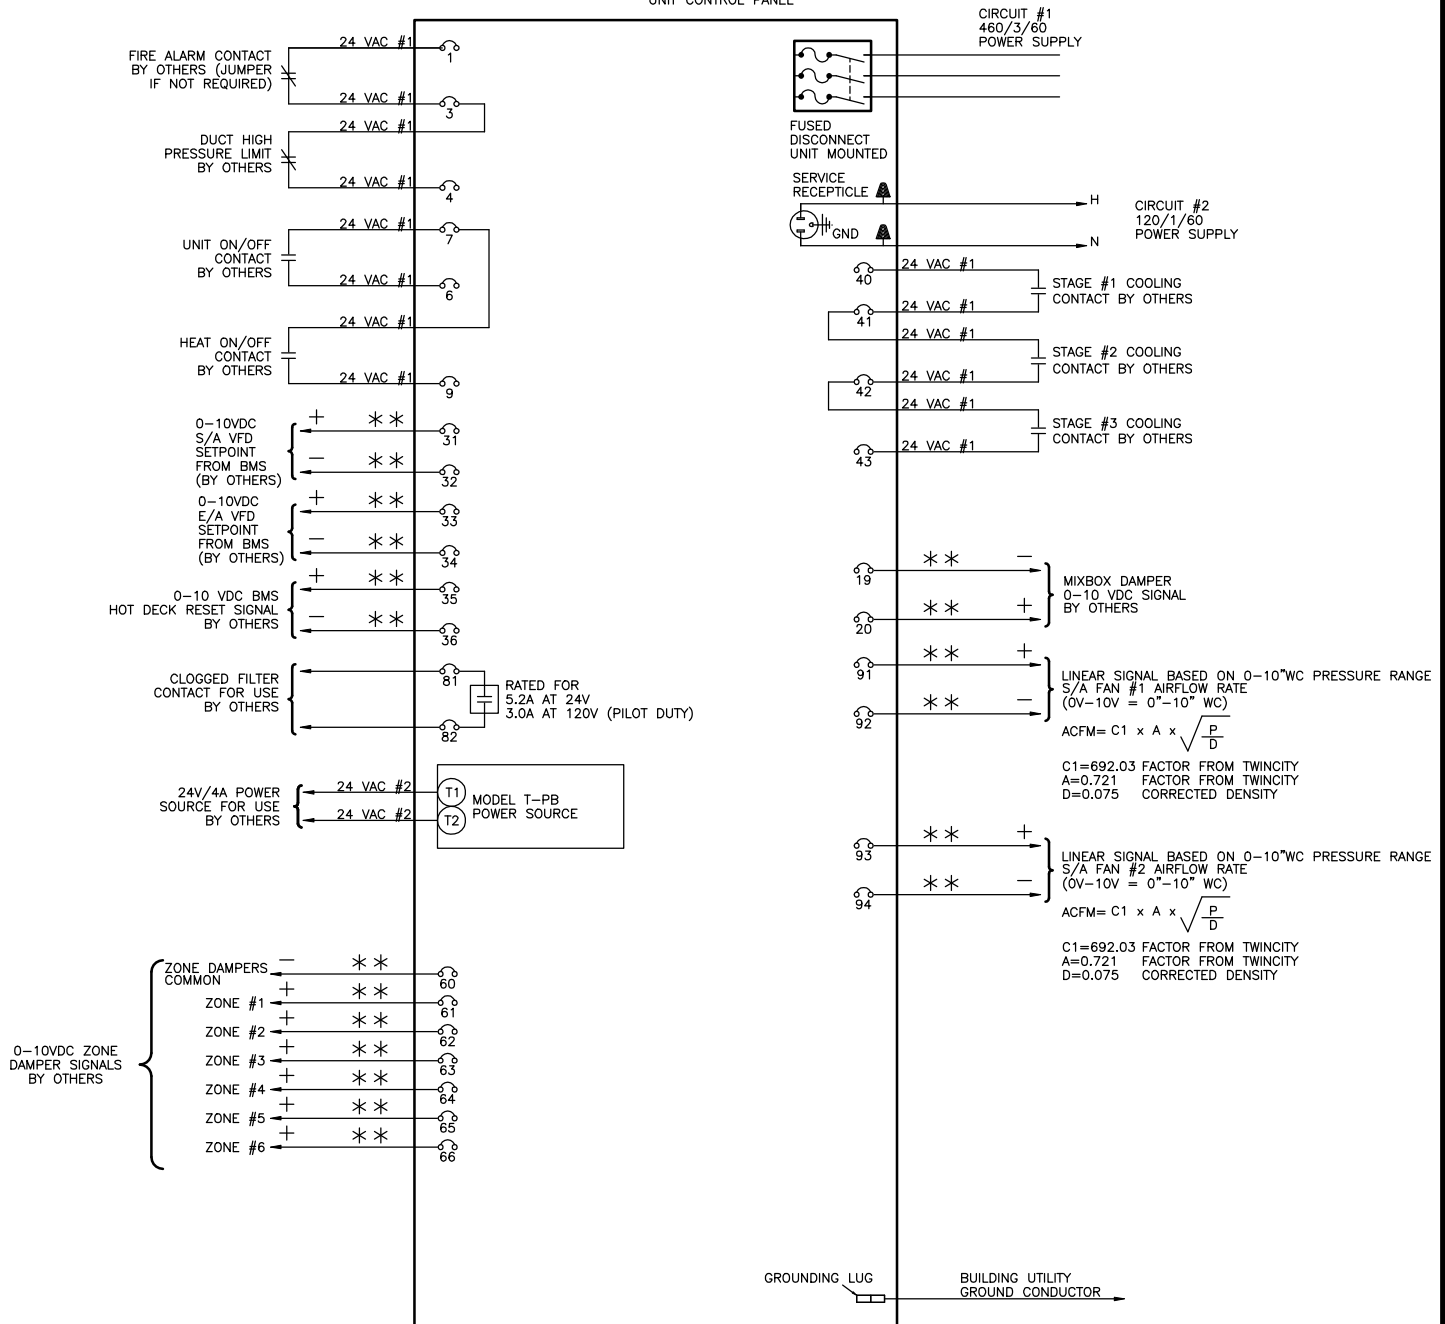 UNIT CONTROL PANEL
FIRE ALARM CONTACT
BY OTHERS (JUMPER
IF NOT REQUIRED)
24 VAC #1
1
24 VAC #1
3
24 VAC #1
DUCT HIGH
PRESSURE LIMIT
BY OTHERS
24 VAC #1
4
24 VAC #1
7
UNIT ON/OFF
CONTACT
BY OTHERS
24 VAC #1
6
24 VAC #1
HEAT ON/OFF
CONTACT
BY OTHERS
24 VAC #1
9
0-10VDC
S/A VFD
SETPOINT
FROM BMS
(BY OTHERS)
+ ** 31
- ** 32
0-10VDC
E/A VFD
SETPOINT
FROM BMS
(BY OTHERS)
+ ** 33
- ** 34
0-10 VDC BMS
HOT DECK RESET SIGNAL
BY OTHERS
+ ** 35
- ** 36
CLOGGED FILTER
CONTACT FOR USE
BY OTHERS
81
82
RATED FOR
5.2A AT 24V
3.0A AT 120V (PILOT DUTY)
24V/4A POWER
SOURCE FOR USE
BY OTHERS
24 VAC #2 T1
24 VAC #2 T2
MODEL T-PB
POWER SOURCE
0-10VDC ZONE
DAMPER SIGNALS
BY OTHERS
ZONE DAMPERS
COMMON
- ** 60
ZONE #1 + ** 61
ZONE #2 + ** 62
ZONE #3 + ** 63
ZONE #4 + ** 64
ZONE #5 + ** 65
ZONE #6 + ** 66
CIRCUIT #1
460/3/60
POWER SUPPLY
FUSED
DISCONNECT
UNIT MOUNTED
SERVICE
RECEPTICLE
GND
H
N
CIRCUIT #2
120/1/60
POWER SUPPLY
40 24 VAC #1
STAGE #1 COOLING
CONTACT BY OTHERS
41 24 VAC #1
24 VAC #1
STAGE #2 COOLING
CONTACT BY OTHERS
42 24 VAC #1
24 VAC #1
STAGE #3 COOLING
CONTACT BY OTHERS
43 24 VAC #1
19 ** -
20 ** +
MIXBOX DAMPER
0-10 VDC SIGNAL
BY OTHERS
91 ** +
92 ** -
LINEAR SIGNAL BASED ON 0-10"WC PRESSURE RANGE
S/A FAN #1 AIRFLOW RATE
(0V-10V = 0"-10" WC)
ACFM= C1 x A x √ P/D
C1=692.03 FACTOR FROM TWINCITY
A=0.721 FACTOR FROM TWINCITY
D=0.075 CORRECTED DENSITY
93 ** +
94 ** -
LINEAR SIGNAL BASED ON 0-10"WC PRESSURE RANGE
S/A FAN #2 AIRFLOW RATE
(0V-10V = 0"-10" WC)
ACFM= C1 x A x √ P/D
C1=692.03 FACTOR FROM TWINCITY
A=0.721 FACTOR FROM TWINCITY
D=0.075 CORRECTED DENSITY
GROUNDING LUG
BUILDING UTILITY
GROUND CONDUCTOR